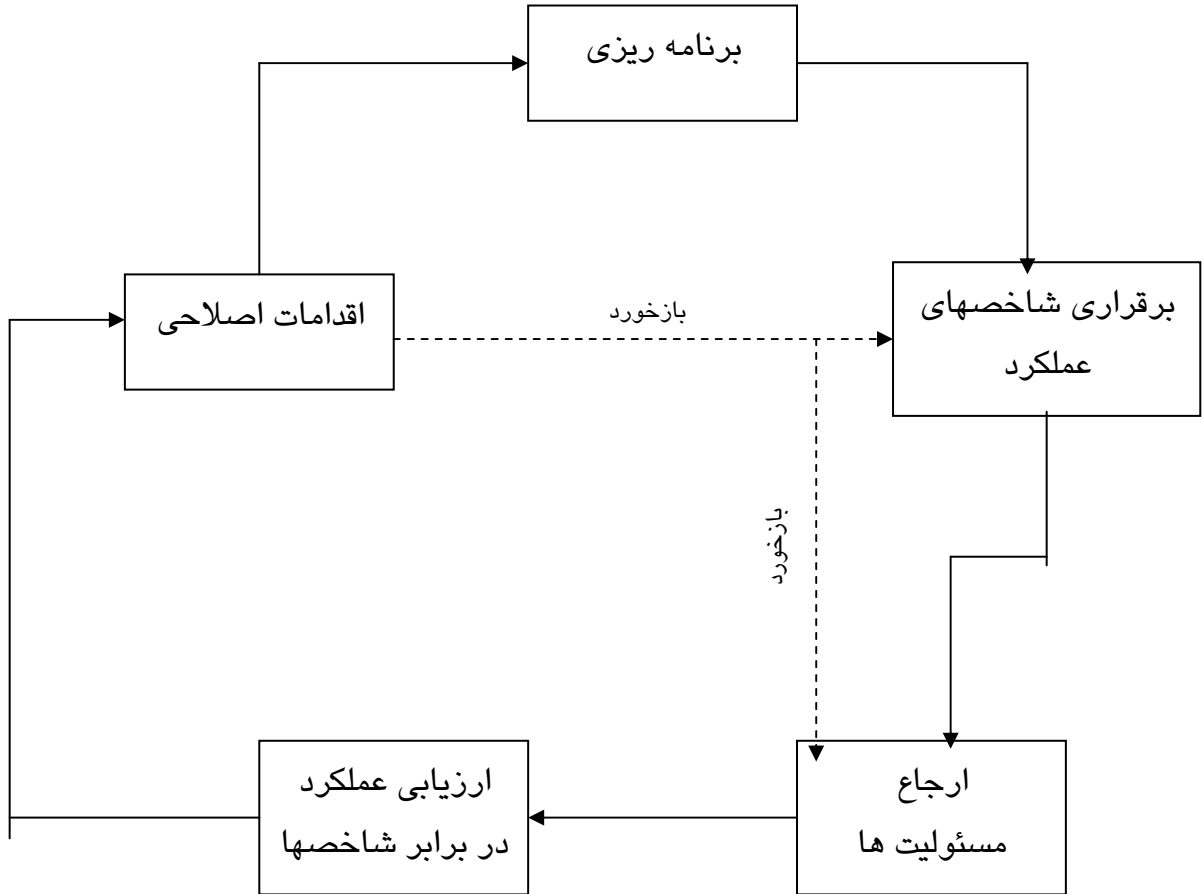 برنامه ریزی
برقراری شاخصهای
عملکرد
اقدامات اصلاحی
بازخورد
بازخورد
ارجاع
مسئولیت ها
ارزیابی عملکرد
در برابر شاخصها